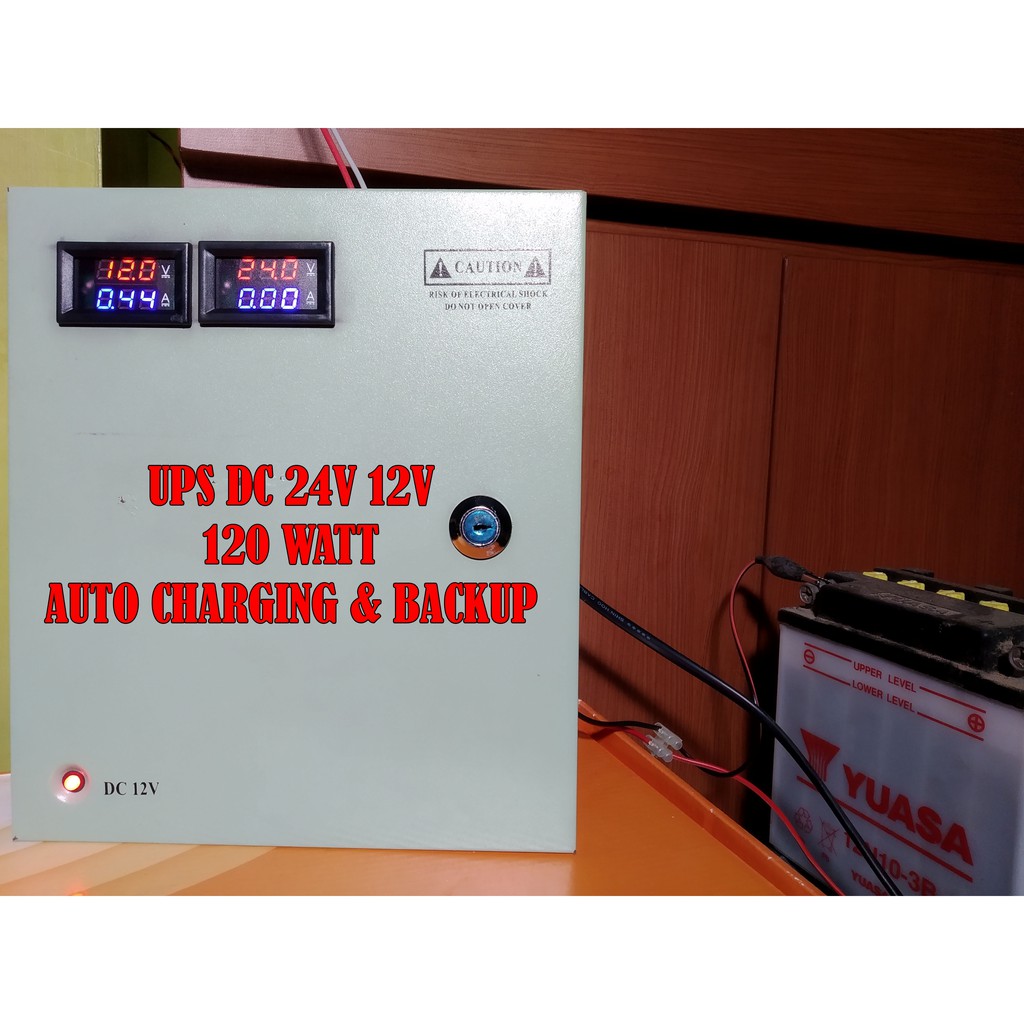 12.0 V
0.44 A
24.0 V
0.00 A
CAUTION
RISK OF ELECTRICAL SHOCK
DO NOT OPEN COVER
UPS DC 24V 12V
120 WATT
AUTO CHARGING & BACKUP
DC 12V
UPPER LEVEL
LOWER LEVEL
YUASA